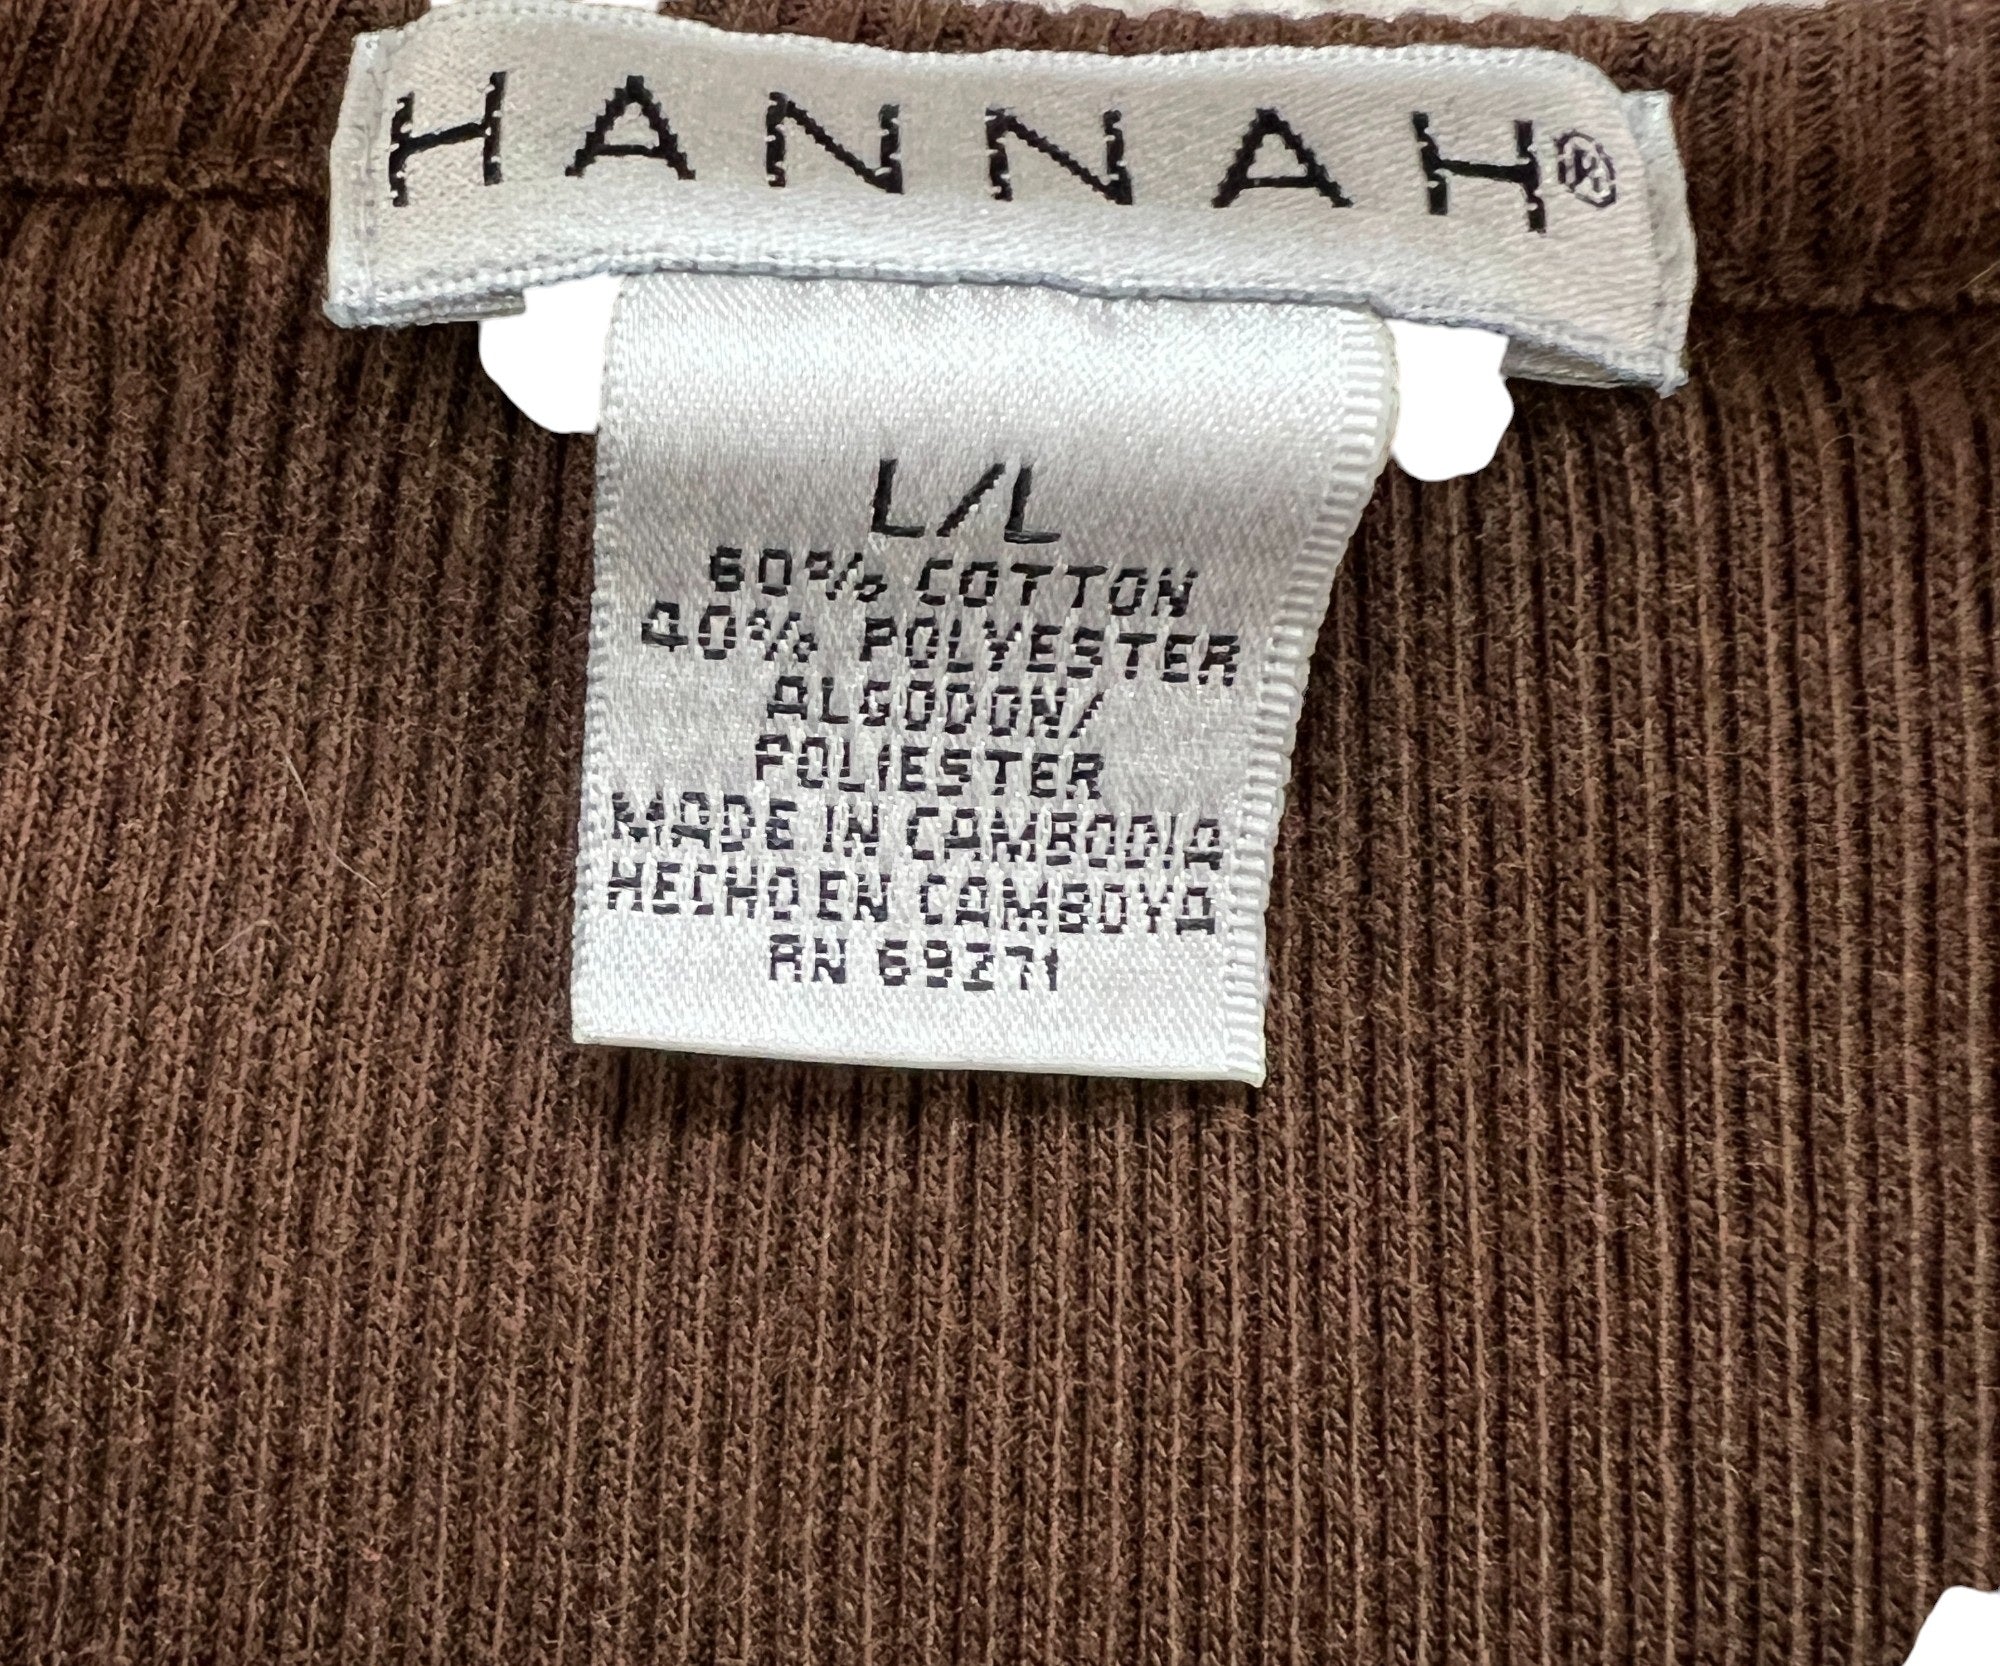 HANNAH®
L/L
60% COTTON
40% POLYESTER
ALGODON/
POLIESTER
MADE IN CAMBODIA
HECHO EN CAMBOYA
RN 69271